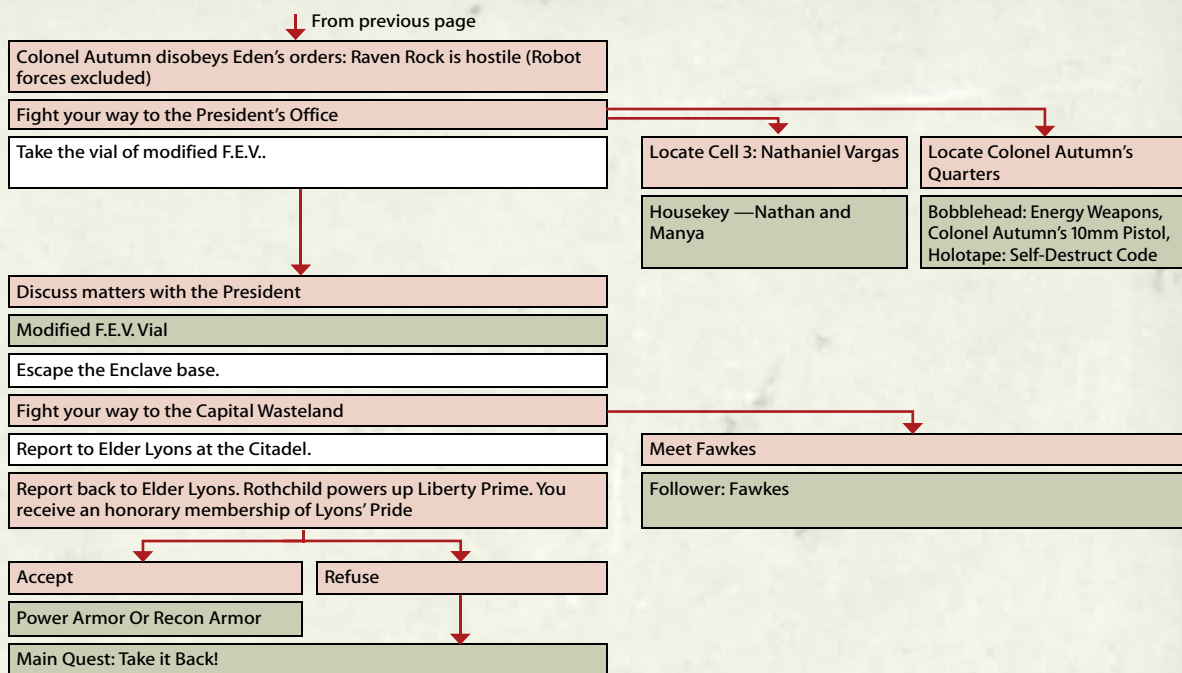 From previous page
Colonel Autumn disobeys Eden's orders: Raven Rock is hostile (Robot
forces excluded)
Fight your way to the President's Office
Take the vial of modified F.E.V..
Locate Cell 3: Nathaniel Vargas
Housekey —Nathan and
Manya
Locate Colonel Autumn's
Quarters
Bobblehead: Energy Weapons,
Colonel Autumn's 10mm Pistol,
Holotape: Self-Destruct Code
Discuss matters with the President
Modified F.E.V. Vial
Escape the Enclave base.
Fight your way to the Capital Wasteland
Report to Elder Lyons at the Citadel.
Meet Fawkes
Follower: Fawkes
Report back to Elder Lyons. Rothchild powers up Liberty Prime. You
receive an honorary membership of Lyons' Pride
Accept
Refuse
Power Armor Or Recon Armor
Main Quest: Take it Back!